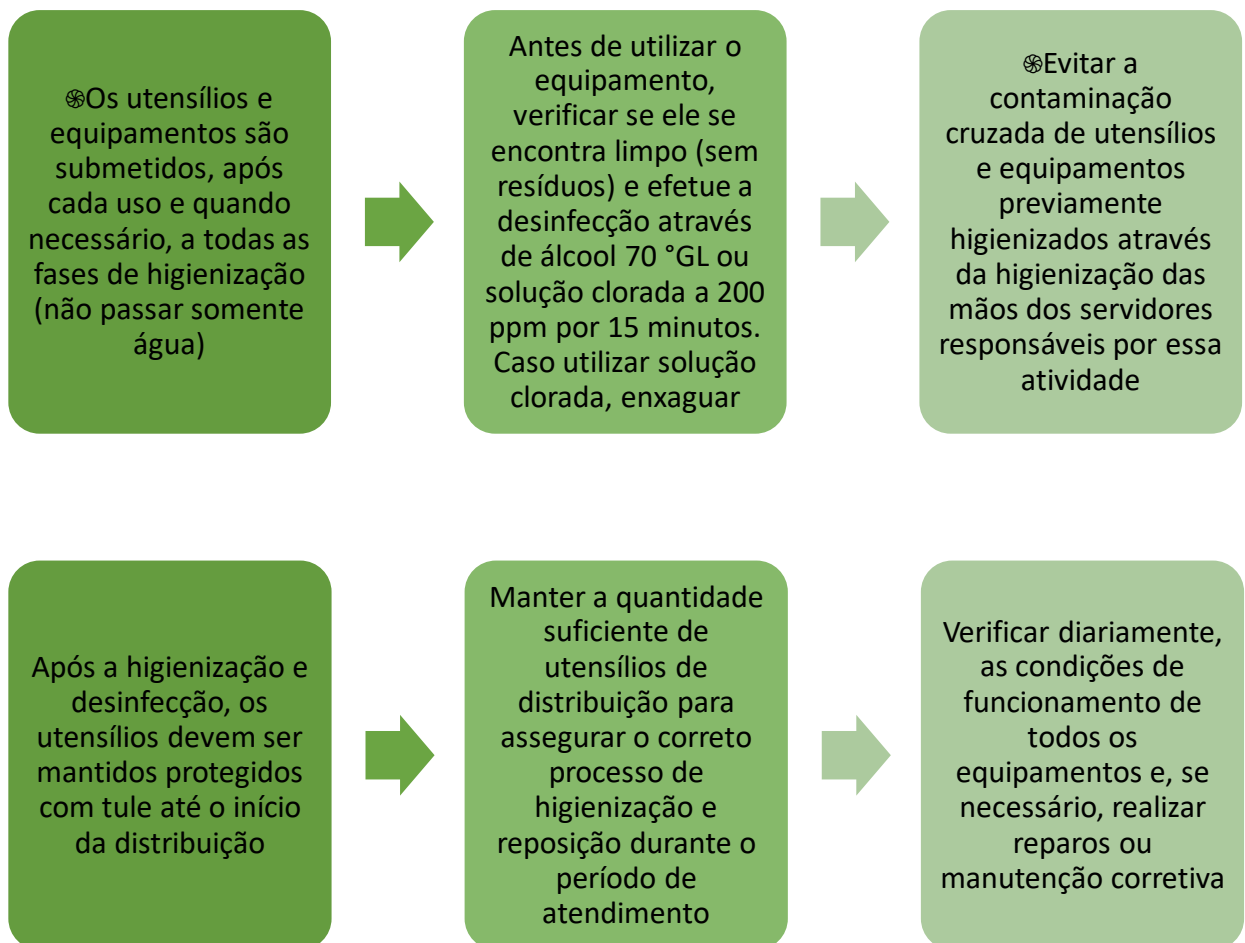 ֍Os utensílios e
equipamentos são
submetidos, após
cada uso e quando
necessário, a todas as
fases de higienização
(não passar somente
água)
Antes de utilizar o
equipamento,
verificar se ele se
encontra limpo (sem
resíduos) e efetue a
desinfecção através
de álcool 70 °GL ou
solução clorada a 200
ppm por 15 minutos.
Caso utilizar solução
clorada, enxaguar
֍Evitar a
contaminação
cruzada de utensílios
e equipamentos
previamente
higienizados através
da higienização das
mãos dos servidores
responsáveis por essa
atividade
Após a higienização e
desinfecção, os
utensílios devem ser
mantidos protegidos
com tule até o início
da distribuição
Manter a quantidade
suficiente de
utensílios de
distribuição para
assegurar o correto
processo de
higienização e
reposição durante o
período de
atendimento
Verificar diariamente,
as condições de
funcionamento de
todos os
equipamentos e, se
necessário, realizar
reparos ou
manutenção corretiva